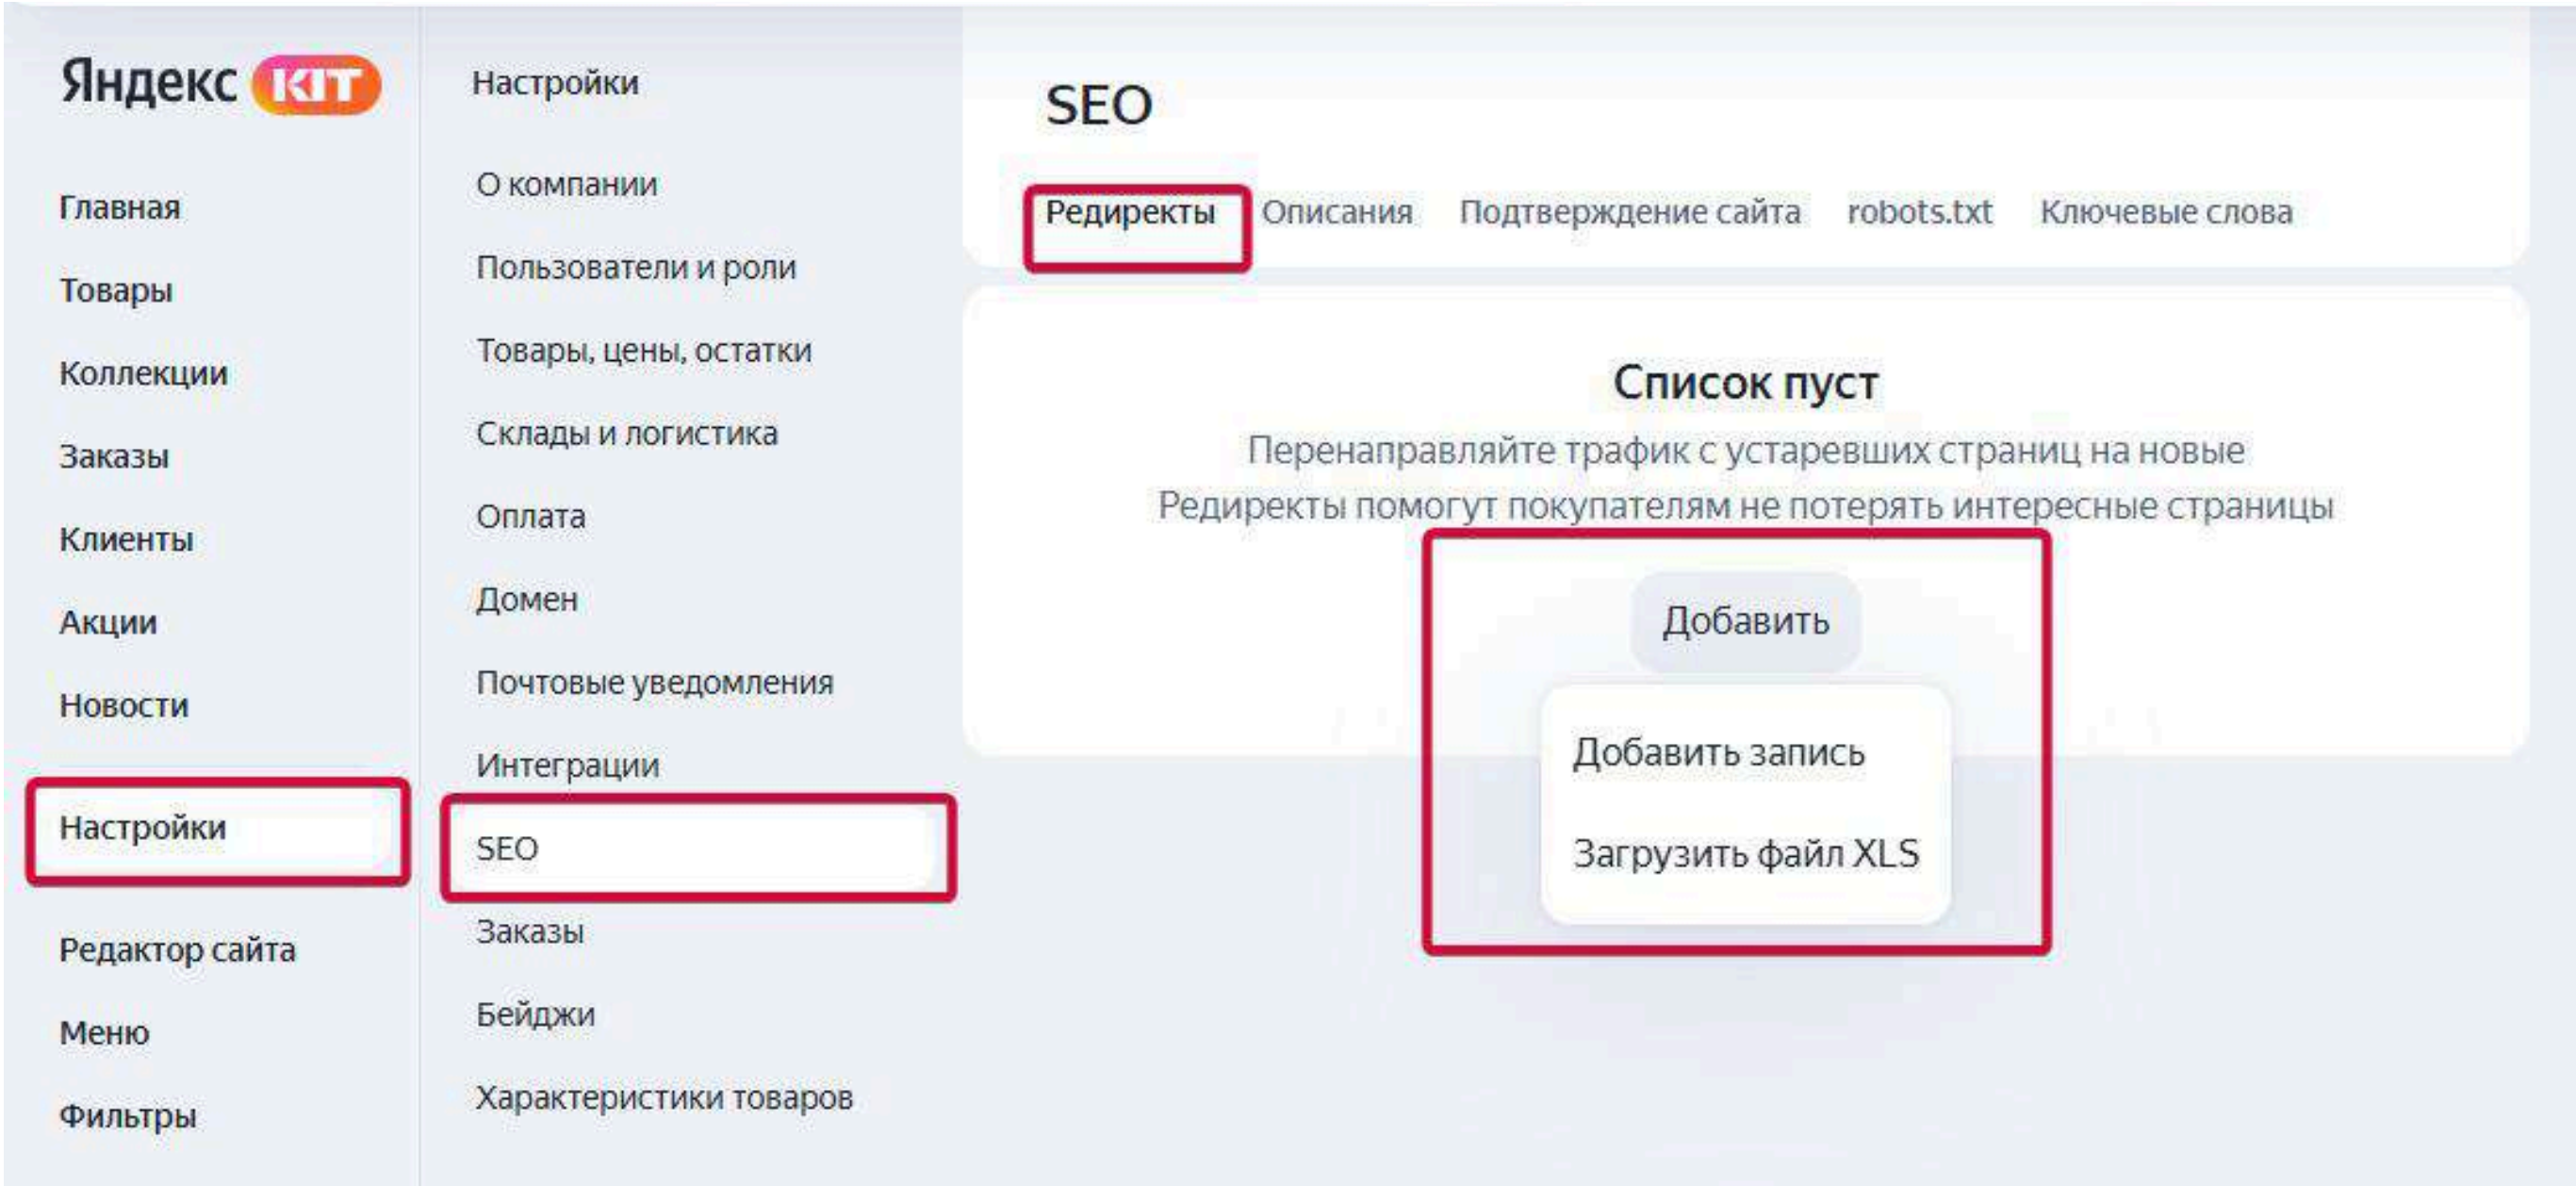 Яндекс KIT
Главная
Товары
Коллекции
Заказы
Клиенты
Акции
Новости
Настройки
Редактор сайта
Меню
Фильтры
Настройки
О компании
Пользователи и роли
Товары, цены, остатки
Склады и логистика
Оплата
Домен
Почтовые уведомления
Интеграции
SEO
Заказы
Бейджи
Характеристики товаров
SEO
Редиректы Описания Подтверждение сайта robots.txt Ключевые слова
Список пуст
Перенаправляйте трафик с устаревших страниц на новые
Редиректы помогут покупателям не потерять интересные страницы
Добавить
Добавить запись
Загрузить файл XLS